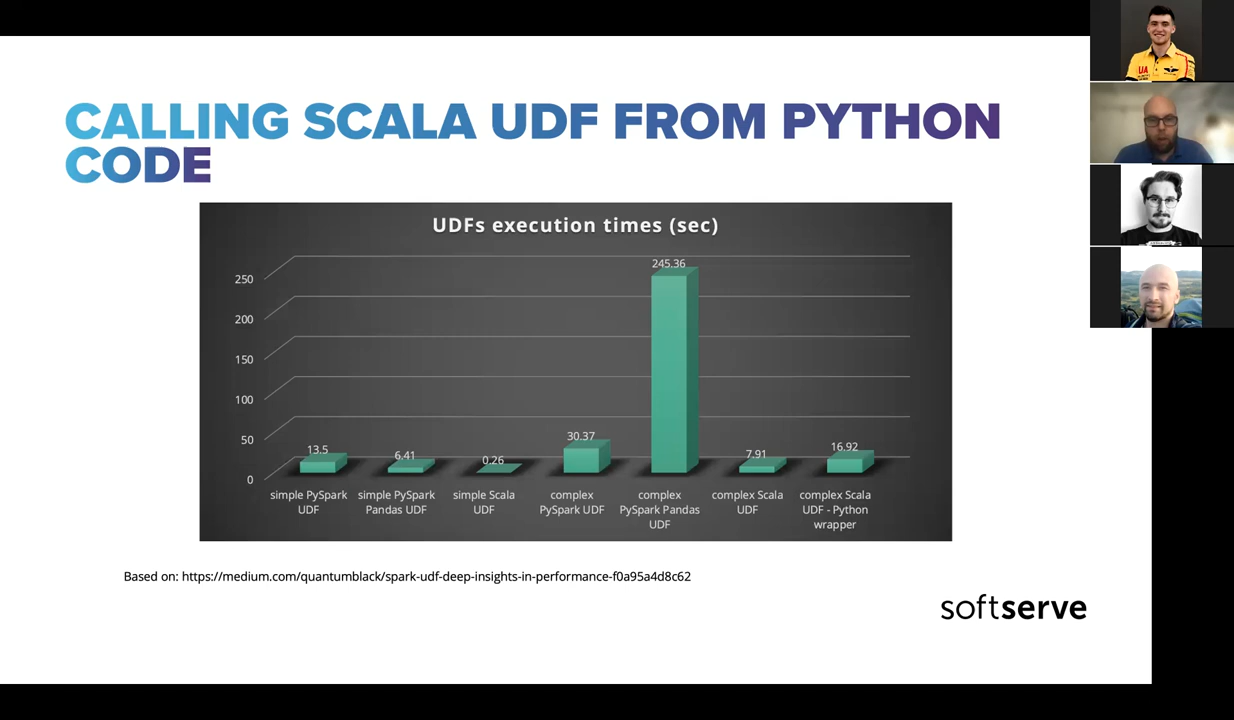 CALLING SCALA UDF FROM PYTHON
CODE
UDFs execution times (sec)
250
200
150
100
50
0
13.5
6.41
0.26
30.37
245.36
7.91
16.92
simple PySpark
UDF
simple PySpark
Pandas UDF
simple Scala
UDF
complex
PySpark UDF
complex
PySpark Pandas
UDF
complex Scala
UDF
complex Scala
UDF - Python
wrapper
Based on: https://medium.com/quantumblack/spark-udf-deep-insights-in-performance-f0a95a4d8c62
softserve
UA